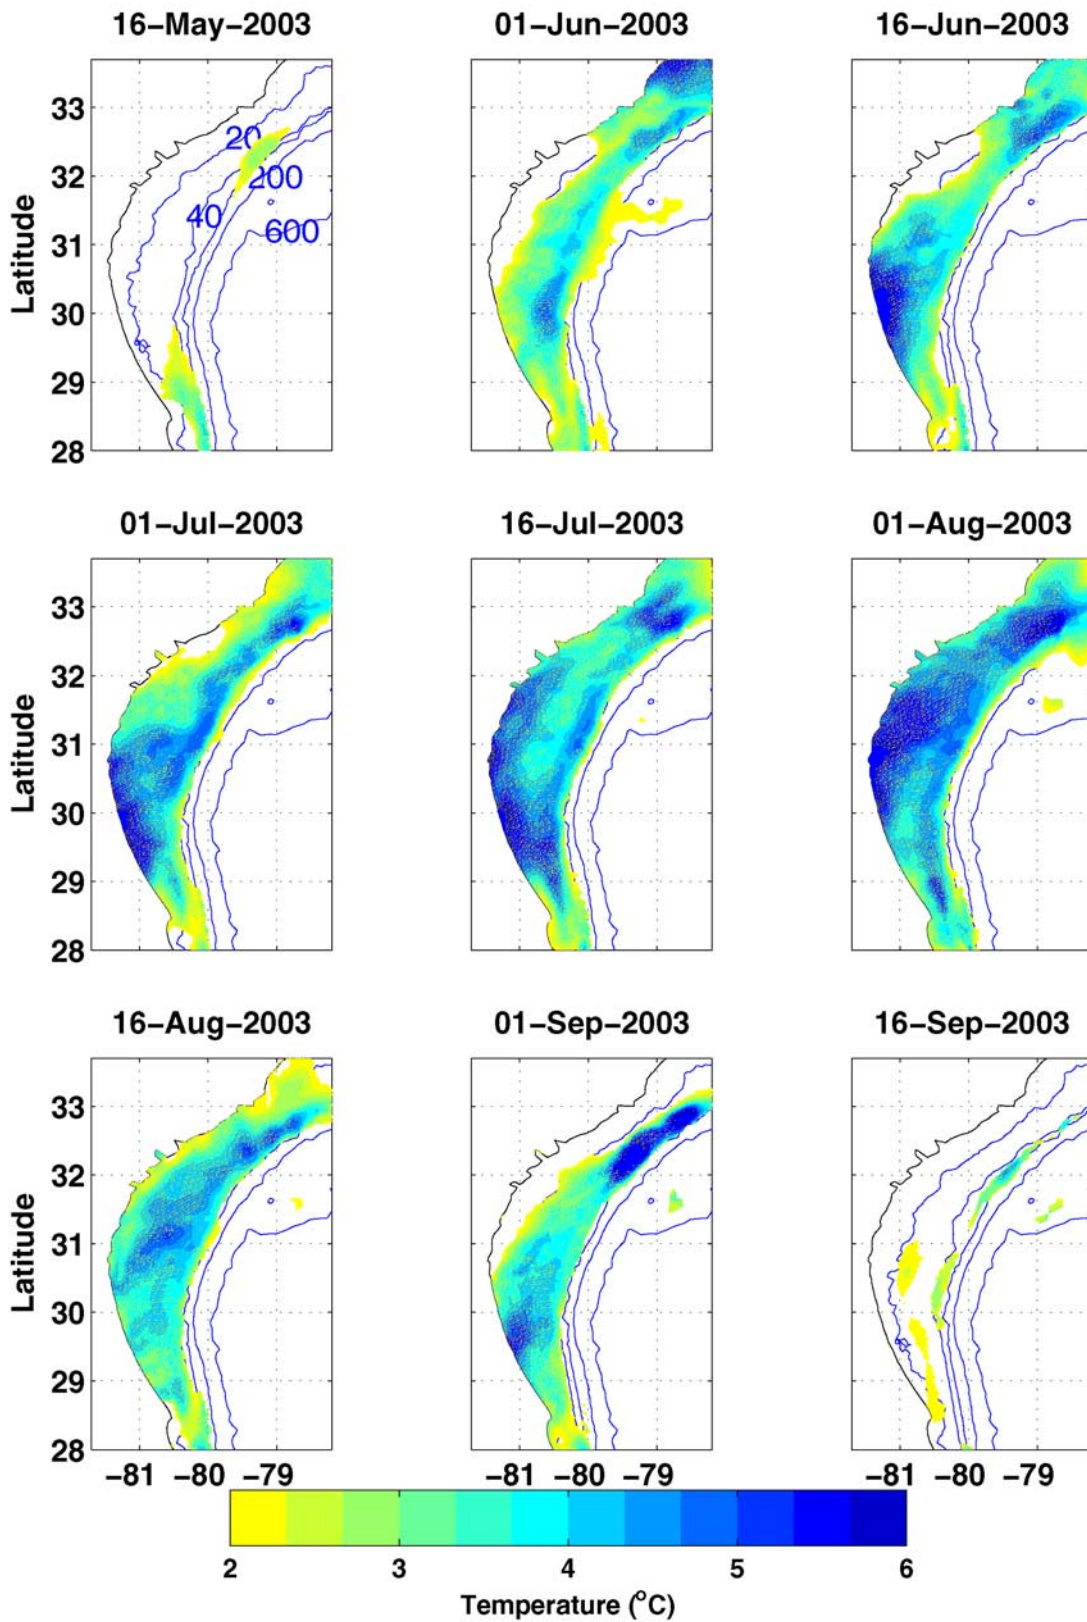 16−May−2003 01−Jun−2003 16−Jun−2003
33
32
31
30
29
28
Latitude
20
200
40
600
01−Jul−2003 16−Jul−2003 01−Aug−2003
33
32
31
30
29
28
Latitude
16−Aug−2003 01−Sep−2003 16−Sep−2003
33
32
31
30
29
28
Latitude
−81 −80 −79 −81 −80 −79 −81 −80 −79
2 3 4 5 6
Temperature (°C)